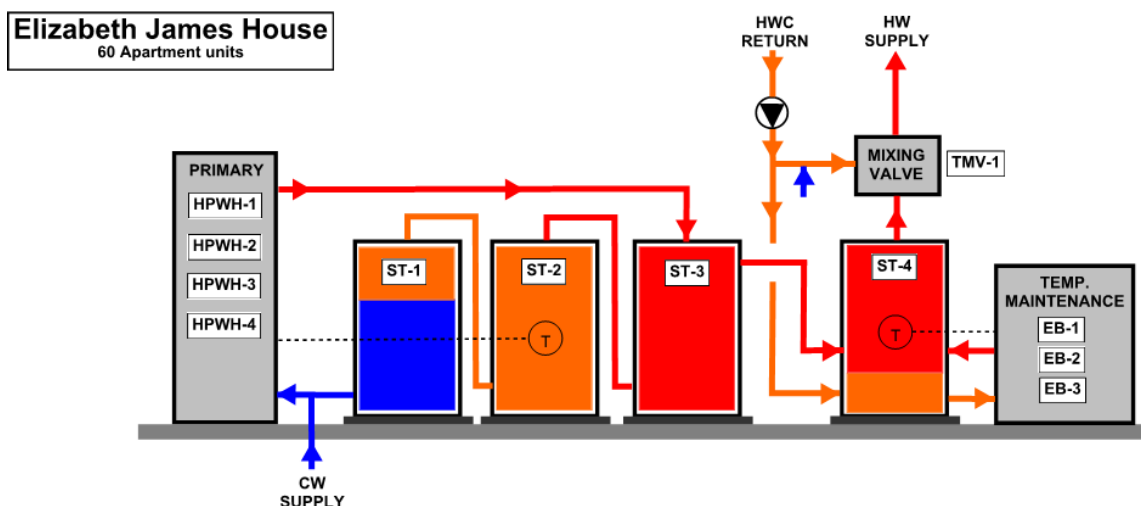 Elizabeth James House
60 Apartment units
HWC
RETURN
HW
SUPPLY
PRIMARY
HPWH-1
HPWH-2
HPWH-3
HPWH-4
MIXING
VALVE
TMV-1
ST-1
ST-2
ST-3
ST-4
T
T
TEMP.
MAINTENANCE
EB-1
EB-2
EB-3
CW
SUPPLY